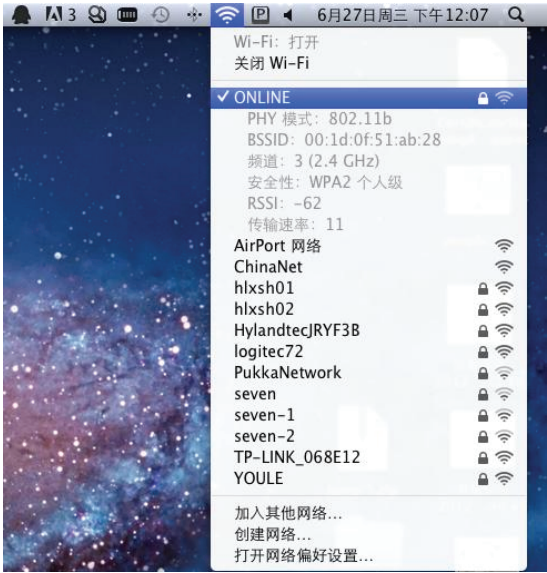 3 P 6月27日周三 下午12:07
Wi-Fi: 打开
关闭 Wi-Fi
✓ ONLINE
PHY 模式: 802.11b
BSSID: 00:1d:0f:51:ab:28
频道: 3 (2.4 GHz)
安全性: WPA2 个人级
RSSI: -62
传输速率: 11
AirPort 网络
ChinaNet
hlxsh01
hlxsh02
HylandtecJRYF3B
logitec72
PukkaNetwork
seven
seven-1
seven-2
TP-LINK_068E12
YOULE
加入其他网络...
创建网络...
打开网络偏好设置...